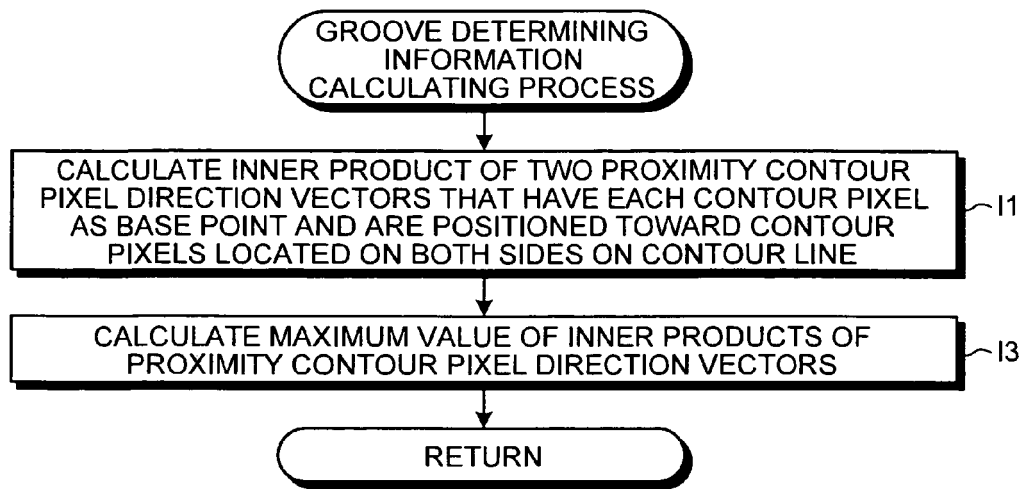 GROOVE DETERMINING
INFORMATION
CALCULATING PROCESS
CALCULATE INNER PRODUCT OF TWO PROXIMITY CONTOUR
PIXEL DIRECTION VECTORS THAT HAVE EACH CONTOUR PIXEL
AS BASE POINT AND ARE POSITIONED TOWARD CONTOUR
PIXELS LOCATED ON BOTH SIDES ON CONTOUR LINE
I1
CALCULATE MAXIMUM VALUE OF INNER PRODUCTS OF
PROXIMITY CONTOUR PIXEL DIRECTION VECTORS
I3
RETURN